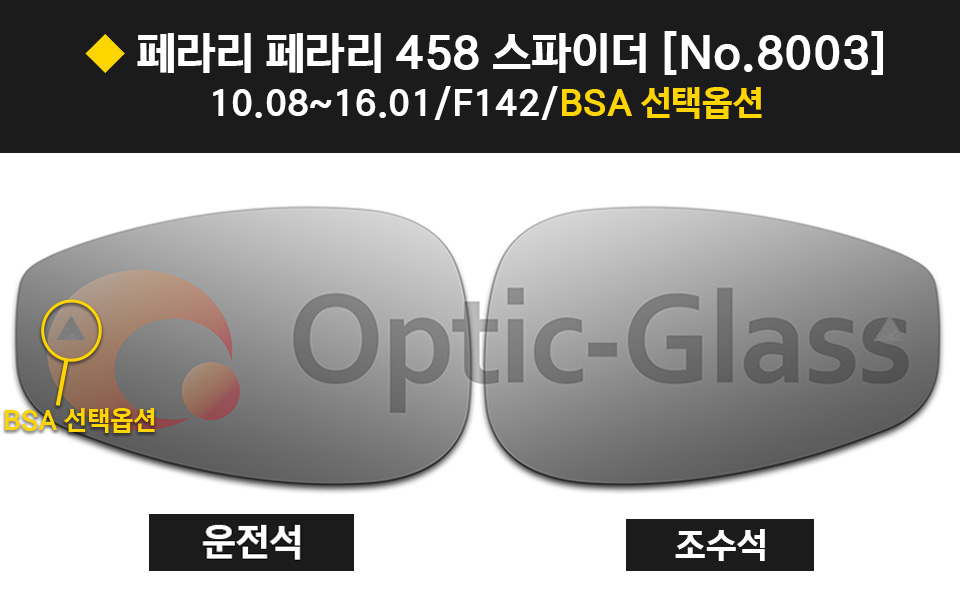 ◆ 페라리 페라리 458 스파이더 [No.8003]
10.08~16.01/F142/BSA 선택옵션
Optic-Glass
BSA 선택옵션
운전석
조수석